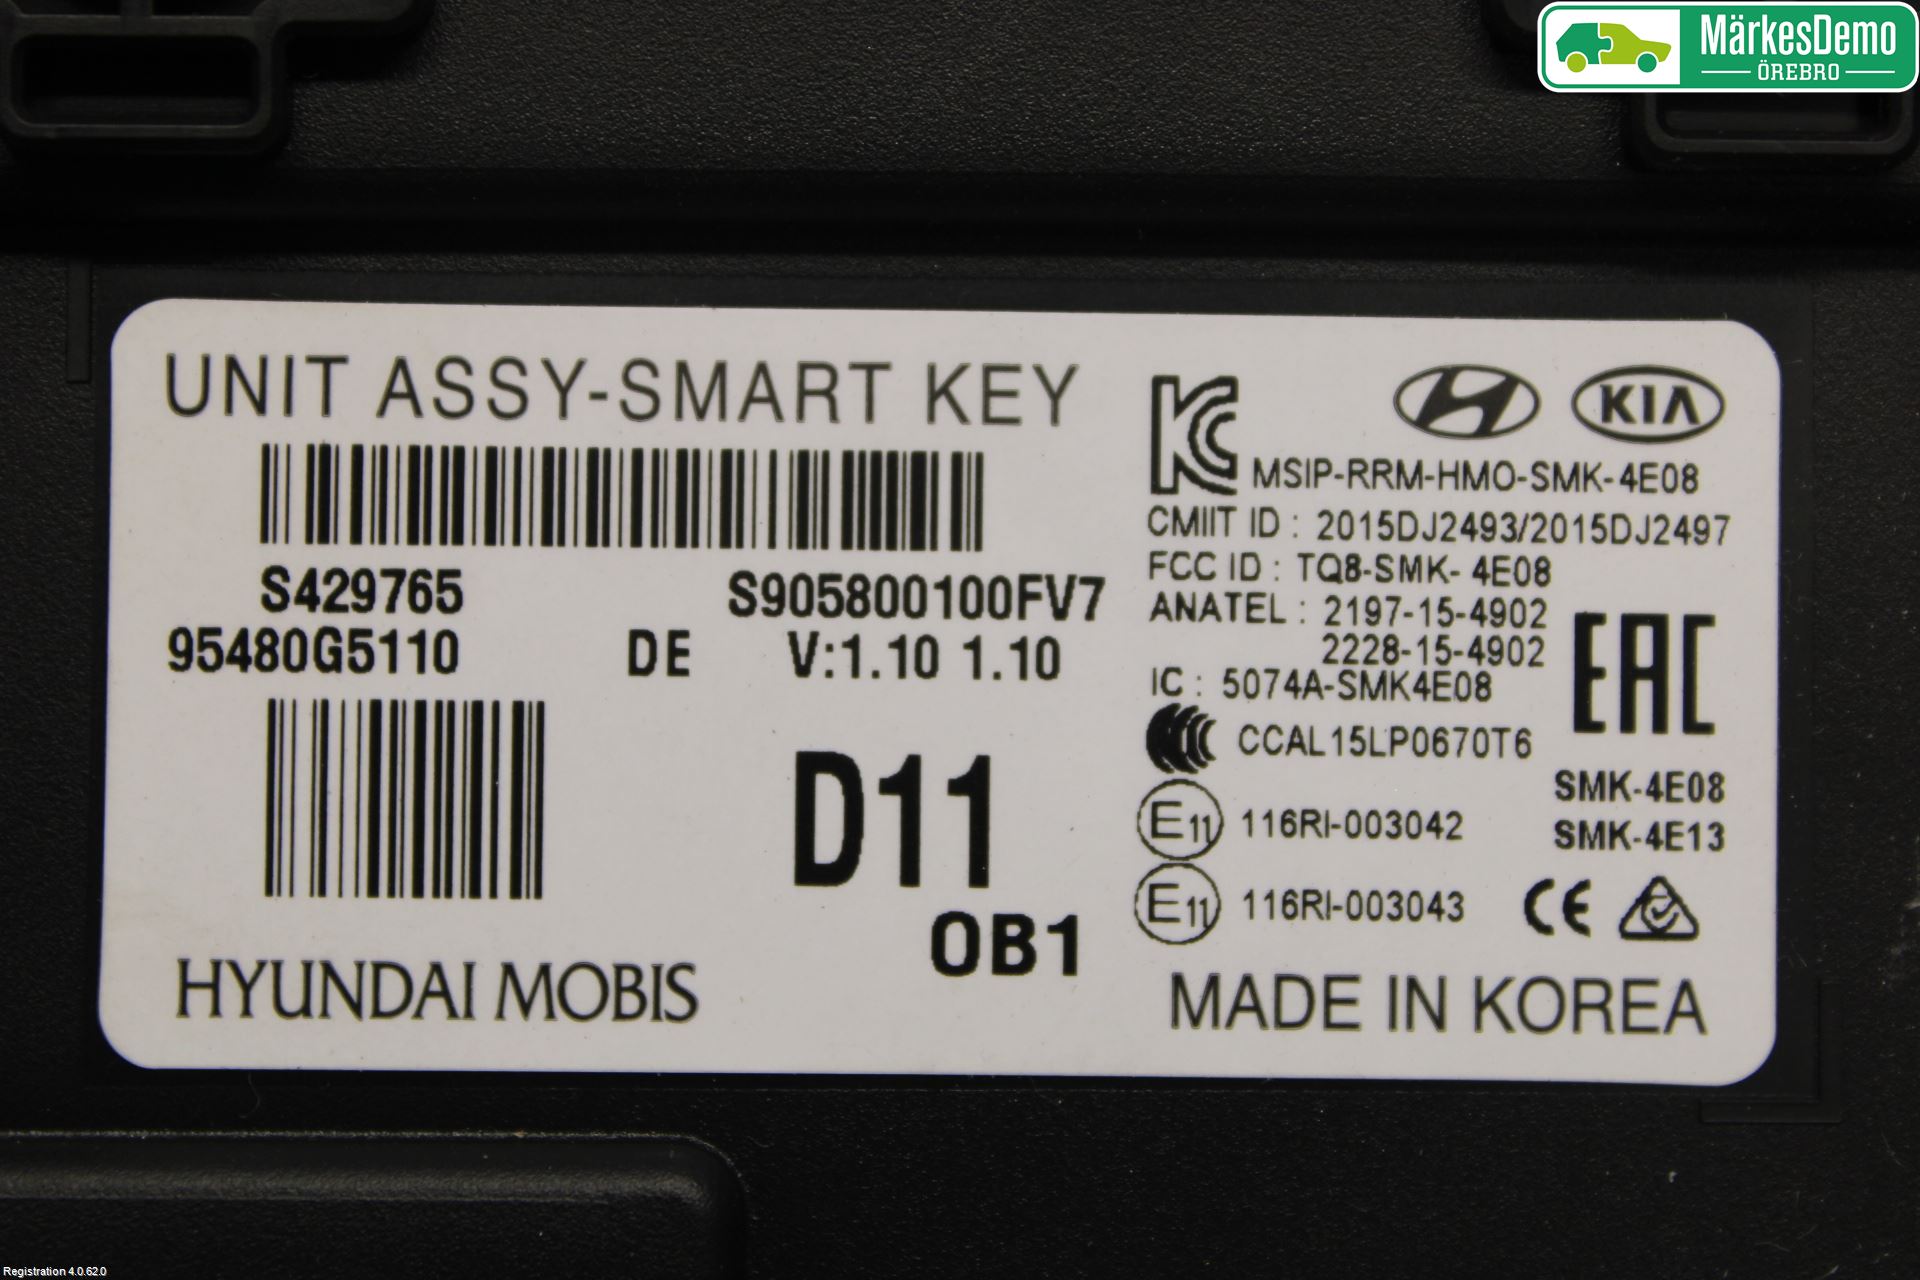 MärkesDemo
ÖREBRO
UNIT ASSY-SMART KEY
S429765 S905800100FV7
95480G5110 DE V:1.10 1.10
D11
OB1
HYUNDAI MOBIS
KIA
MSIP-RRM-HMO-SMK-4E08
CMIIT ID : 2015DJ2493/2015DJ2497
FCC ID : TQ8-SMK- 4E08
ANATEL : 2197-15-4902
2228-15-4902
IC : 5074A-SMK4E08
EAC
CCAL15LP0670T6
SMK-4E08
SMK-4E13
E11 116RI-003042
E11 116RI-003043
CE
MADE IN KOREA
Registration 4.0.62.0